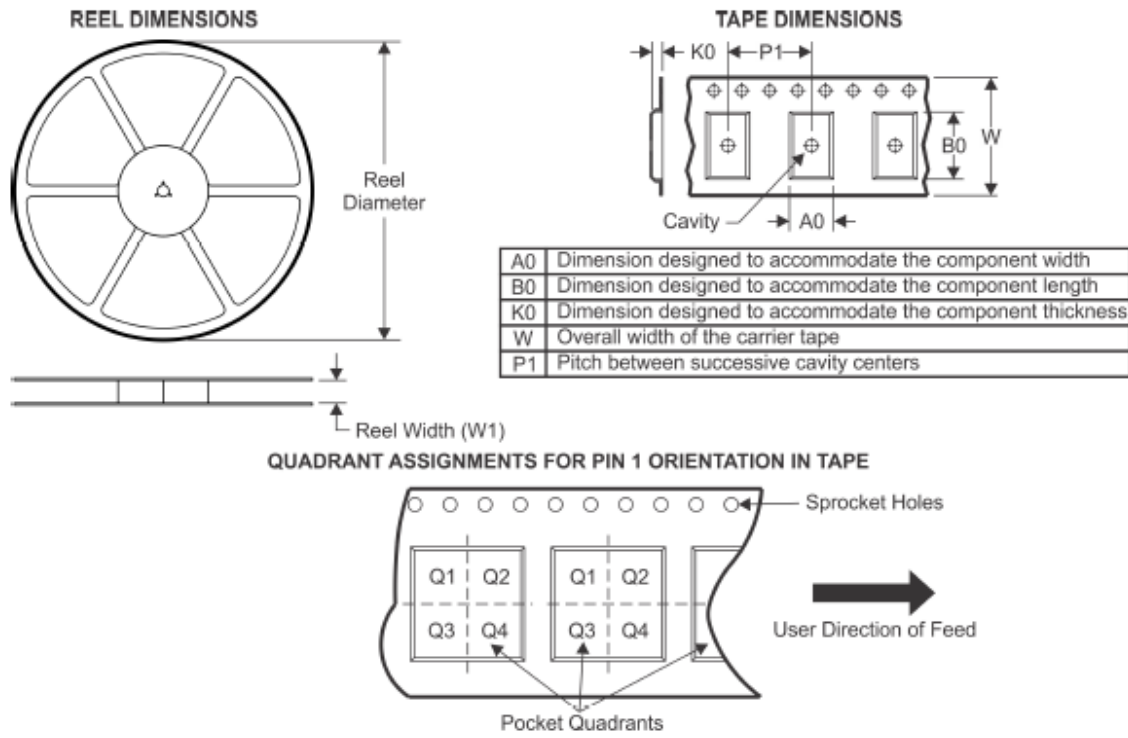 REEL DIMENSIONS
Reel
Diameter
Reel Width (W1)
TAPE DIMENSIONS
K0
P1
B0
W
Cavity
A0
A0 Dimension designed to accommodate the component width
B0 Dimension designed to accommodate the component length
K0 Dimension designed to accommodate the component thickness
W Overall width of the carrier tape
P1 Pitch between successive cavity centers
QUADRANT ASSIGNMENTS FOR PIN 1 ORIENTATION IN TAPE
Sprocket Holes
Q1 Q2 Q1 Q2
Q3 Q4 Q3 Q4
User Direction of Feed
Pocket Quadrants